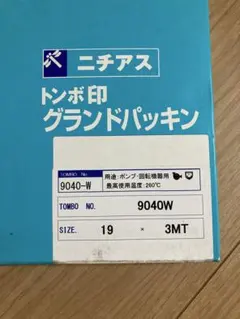 ニチアス
トンボ印
グランドパッキン
TOMBO No.
9040-W
用途:ポンプ・回転機器用
最高使用温度:260℃
TOMBO NO. 9040W
SIZE. 19 * 3MT